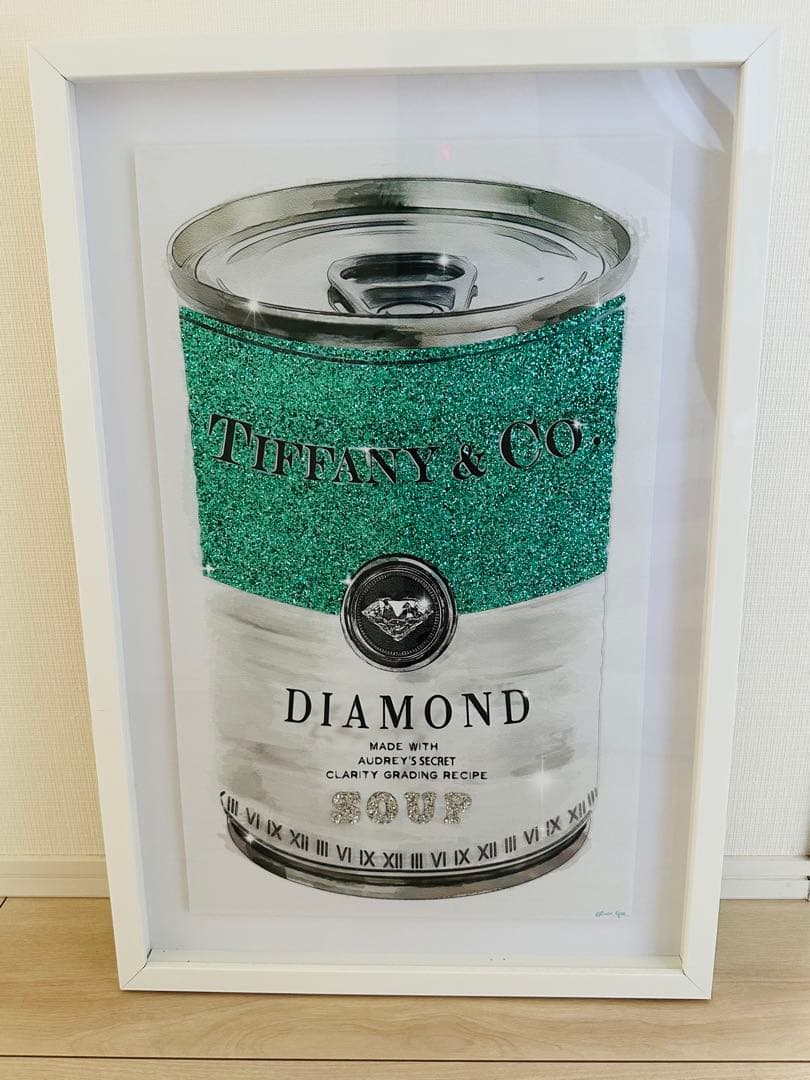 TIFFANY & CO.
DIAMOND
MADE WITH
AUDREY'S SECRET
CLARITY GRADING RECIPE
SOUP
III VI IX XII III VI IX XII III VI IX XII III VI IX XII III